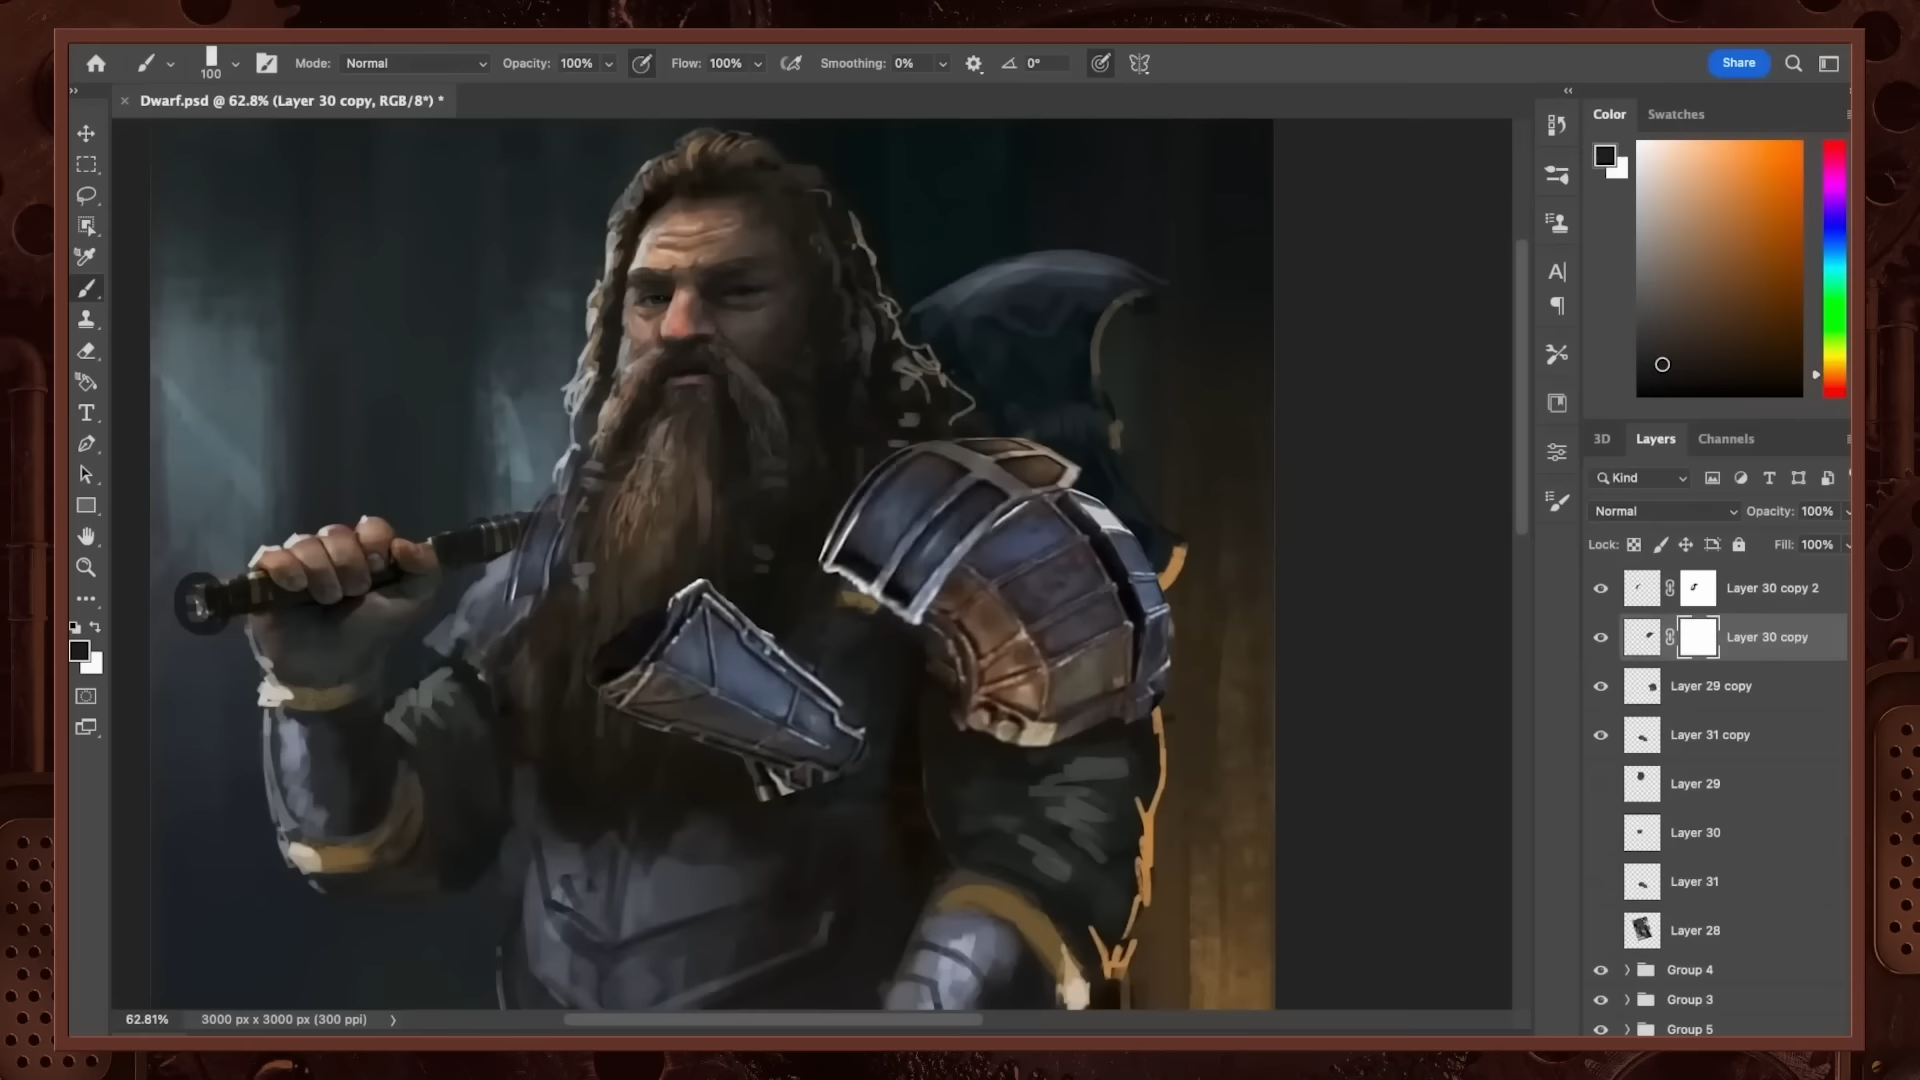 100
Mode: Normal
Opacity: 100%
Flow: 100%
Smoothing: 0%
0°
Share
Dwarf.psd @ 62.8% (Layer 30 copy, RGB/8*) *
Color
Swatches
3D
Layers
Channels
Kind
Normal
Opacity: 100%
Lock:
Fill: 100%
Layer 30 copy 2
Layer 30 copy
Layer 29 copy
Layer 31 copy
Layer 29
Layer 30
Layer 31
Layer 28
Group 4
Group 3
Group 5
62.81%
3000 px x 3000 px (300 ppi)